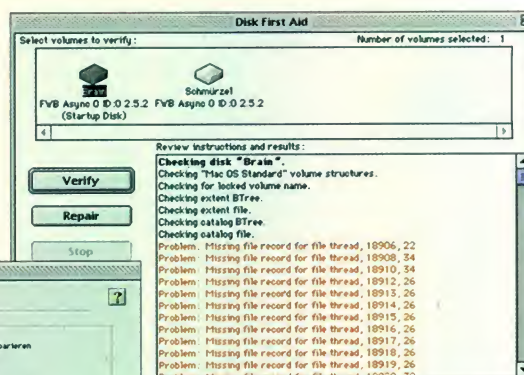 Disk First Aid
Select volumes to verify :
Number of volumes selected : 1
Brain
Schmürzel
FWB Async 0 ID:0 2.5.2
FWB Async 0 ID:0 2.5.2
(Startup Disk)
Review instructions and results :
Verify
Repair
Stop
Checking disk "Brain".
Checking "Mac OS Standard" volume structures.
Checking for locked volume name.
Checking extent BTree.
Checking extent file.
Checking catalog BTree.
Checking catalog file.
Problem: Missing file record for file thread, 18906, 22
Problem: Missing file record for file thread, 18908, 34
Problem: Missing file record for file thread, 18910, 34
Problem: Missing file record for file thread, 18912, 26
Problem: Missing file record for file thread, 18913, 26
Problem: Missing file record for file thread, 18914, 26
Problem: Missing file record for file thread, 18915, 26
Problem: Missing file record for file thread, 18916, 26
Problem: Missing file record for file thread, 18917, 26
Problem: Missing file record for file thread, 18918, 26
Problem: Missing file record for file thread, 18919, 26
?
parieren